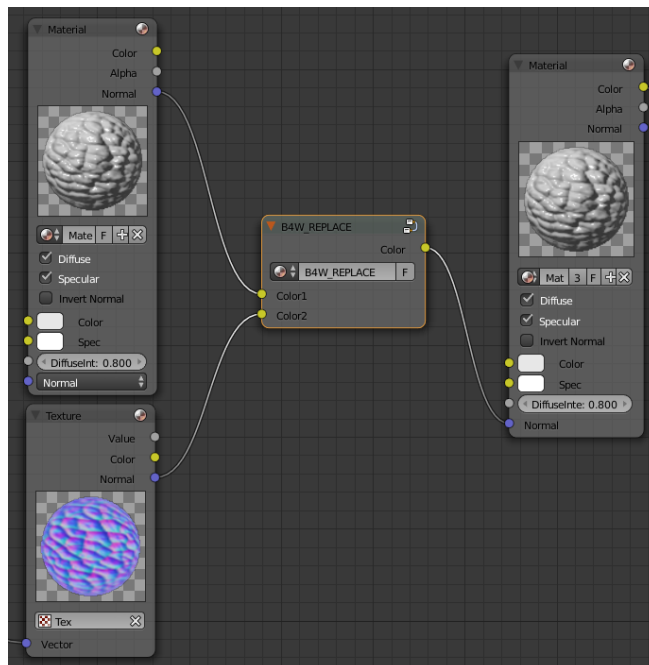 Material
Color
Alpha
Normal
Mate F
Diffuse
Specular
Invert Normal
Color
Spec
DiffuseInt: 0.800
Normal
Texture
Value
Color
Normal
Tex
Vector
B4W_REPLACE
Color
B4W_REPLACE F
Color1
Color2
Material
Color
Alpha
Normal
Mat 3 F
Diffuse
Specular
Invert Normal
Color
Spec
DiffuseInte: 0.800
Normal